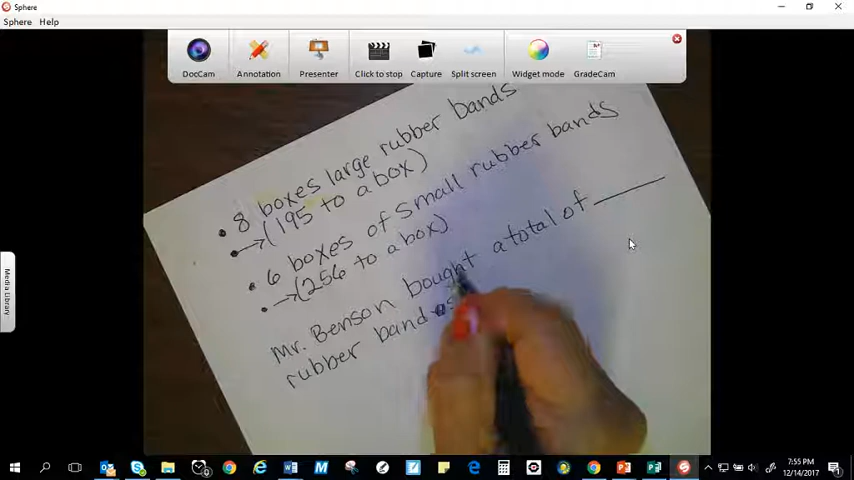 Sphere
Sphere Help
DocCam
Annotation
Presenter
Click to stop
Capture
Split screen
Widget mode
GradeCam
Media Library
• 8 boxes large rubber bands
• → (195 to a box)
• 6 boxes of small rubber bands
• → (256 to a box)
Mr. Benson bought a total of ______
rubber bands
7:55 PM
12/14/2017